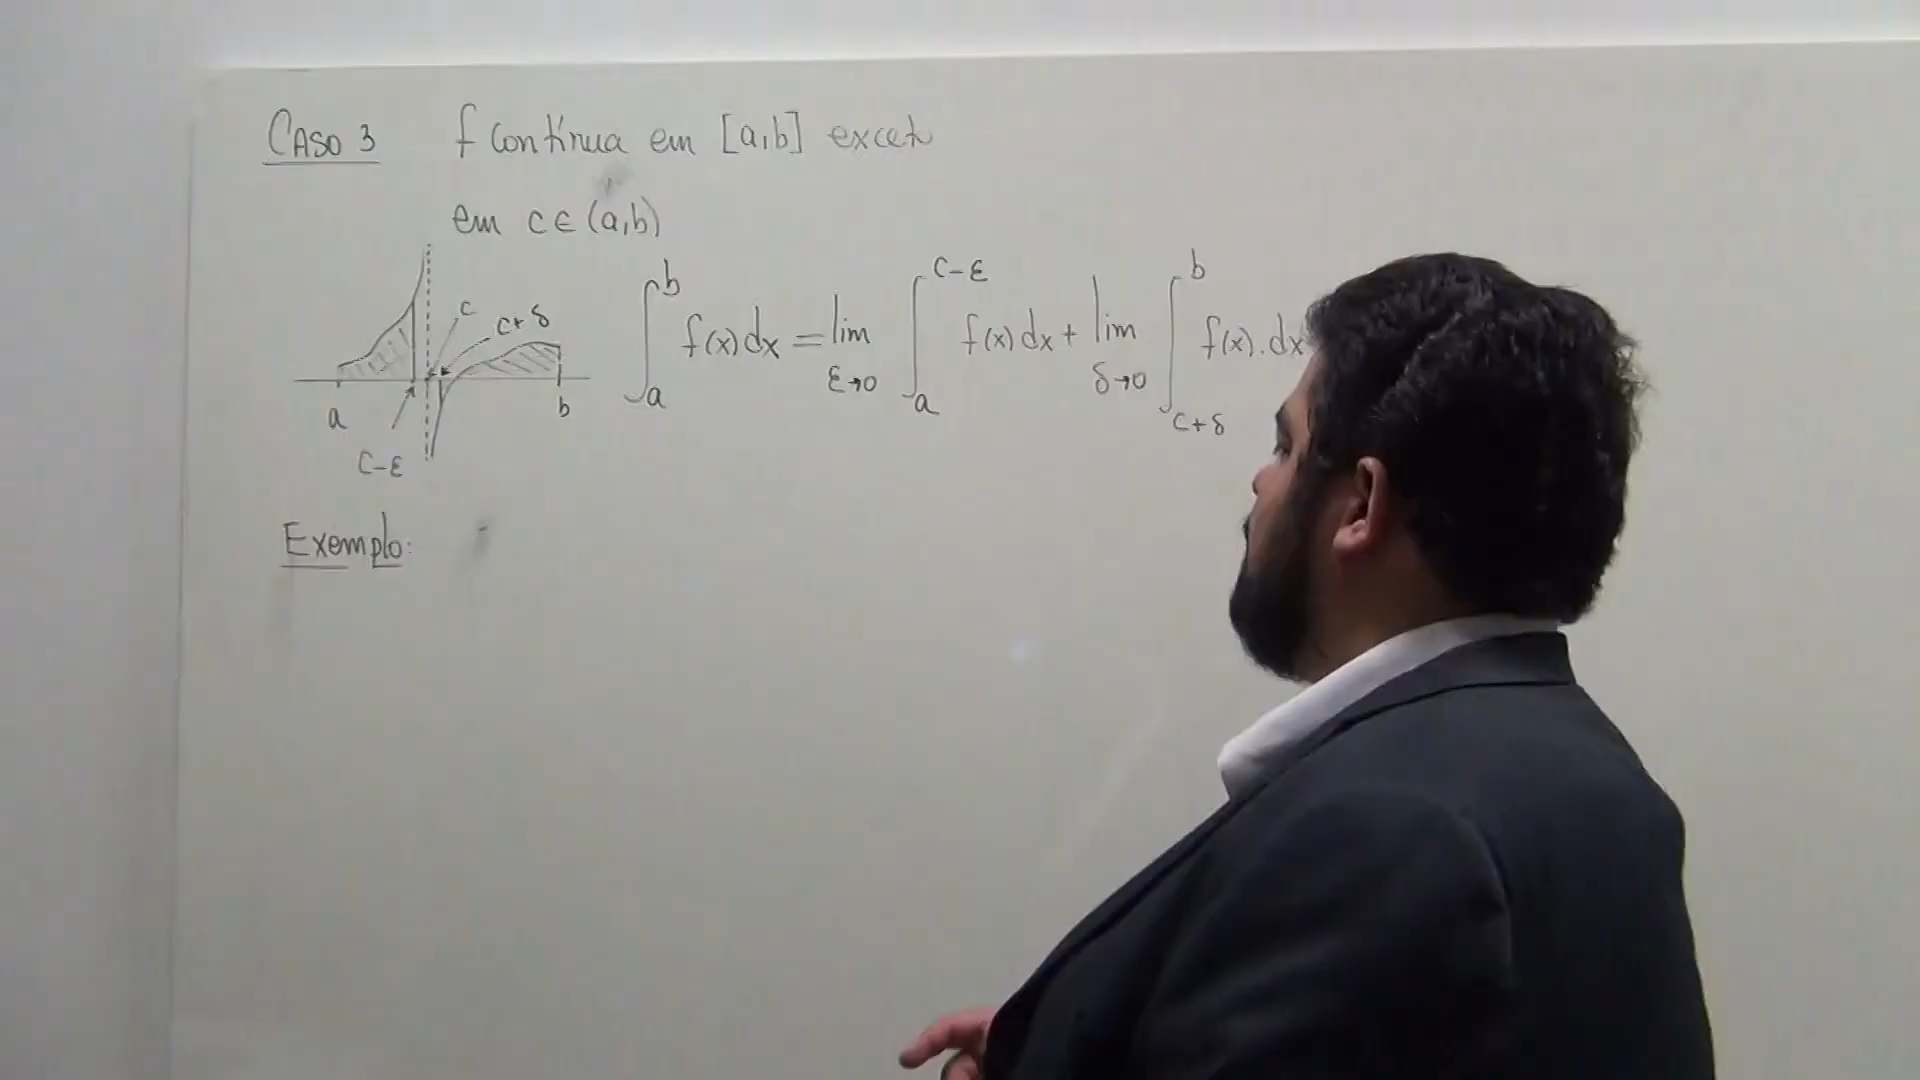 CASO 3 f contínua em [a,b] exceto
em c∈(a,b)
c c+δ
a b
c-ε
∫_a^b f(x)dx = lim_{ε→0} ∫_a^{c-ε} f(x)dx + lim_{δ→0} ∫_{c+δ}^b f(x).dx
Exemplo: